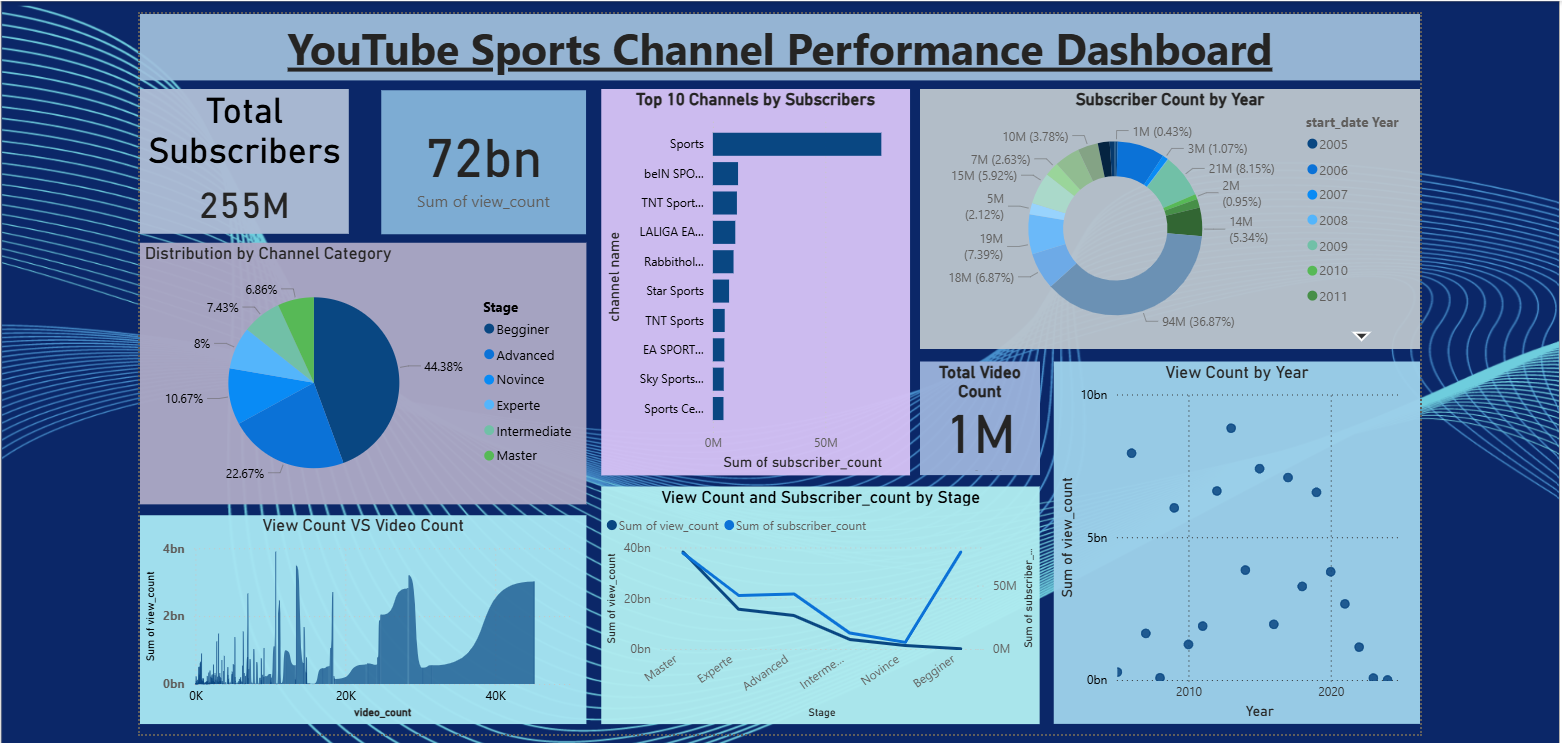 YouTube Sports Channel Performance Dashboard
Total
Subscribers
255M
72bn
Sum of view_count
Distribution by Channel Category
6.86%
7.43%
8%
10.67%
22.67%
44.38%
Stage
Begginer
Advanced
Novince
Experte
Intermediate
Master
View Count VS Video Count
Sum of view_count
4bn
2bn
0bn
0K
20K
40K
video_count
Top 10 Channels by Subscribers
channel name
Sports
beIN SPO...
TNT Sport...
LALIGA EA...
Rabbithol...
Star Sports
TNT Sports
EA SPORT...
Sky Sports...
Sports Ce...
0M
50M
Sum of subscriber_count
Subscriber Count by Year
1M (0.43%)
3M (1.07%)
21M (8.15%)
2M
(0.95%)
14M
(5.34%)
94M (36.87%)
18M (6.87%)
19M
(7.39%)
5M
(2.12%)
15M (5.92%)
7M (2.63%)
10M (3.78%)
start_date Year
2005
2006
2007
2008
2009
2010
2011
Total Video
Count
1M
View Count and Subscriber_count by Stage
Sum of view_count
Sum of subscriber_count
Sum of view_count
40bn
20bn
0bn
Master
Experte
Advanced
Interme...
Novince
Begginer
Stage
50M
0M
Sum of subscriber_...
View Count by Year
Sum of view_count
10bn
5bn
0bn
2010
2020
Year